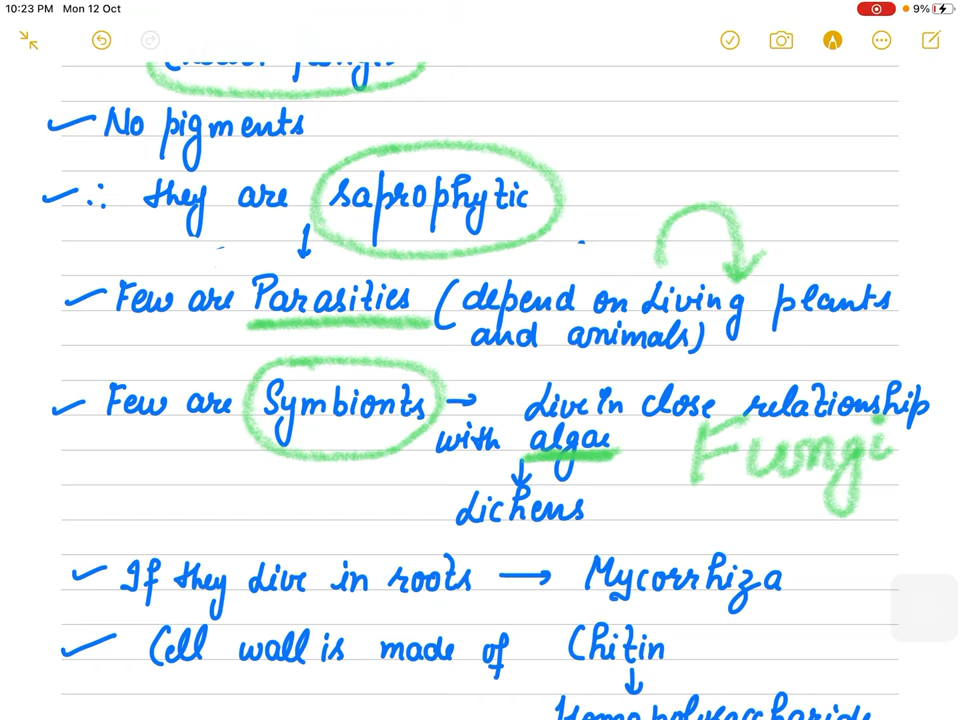 10:23 PM Mon 12 Oct 9%
No pigments
∴ they are saprophytic
↓
Few are Parasities (depend on living plants
and animals)
Few are Symbionts → live in close relationship
with algae Fungi
↓
lichens
If they live in roots → Mycorrhiza
Cell wall is made of Chitin
↓
Homopolysaccharide